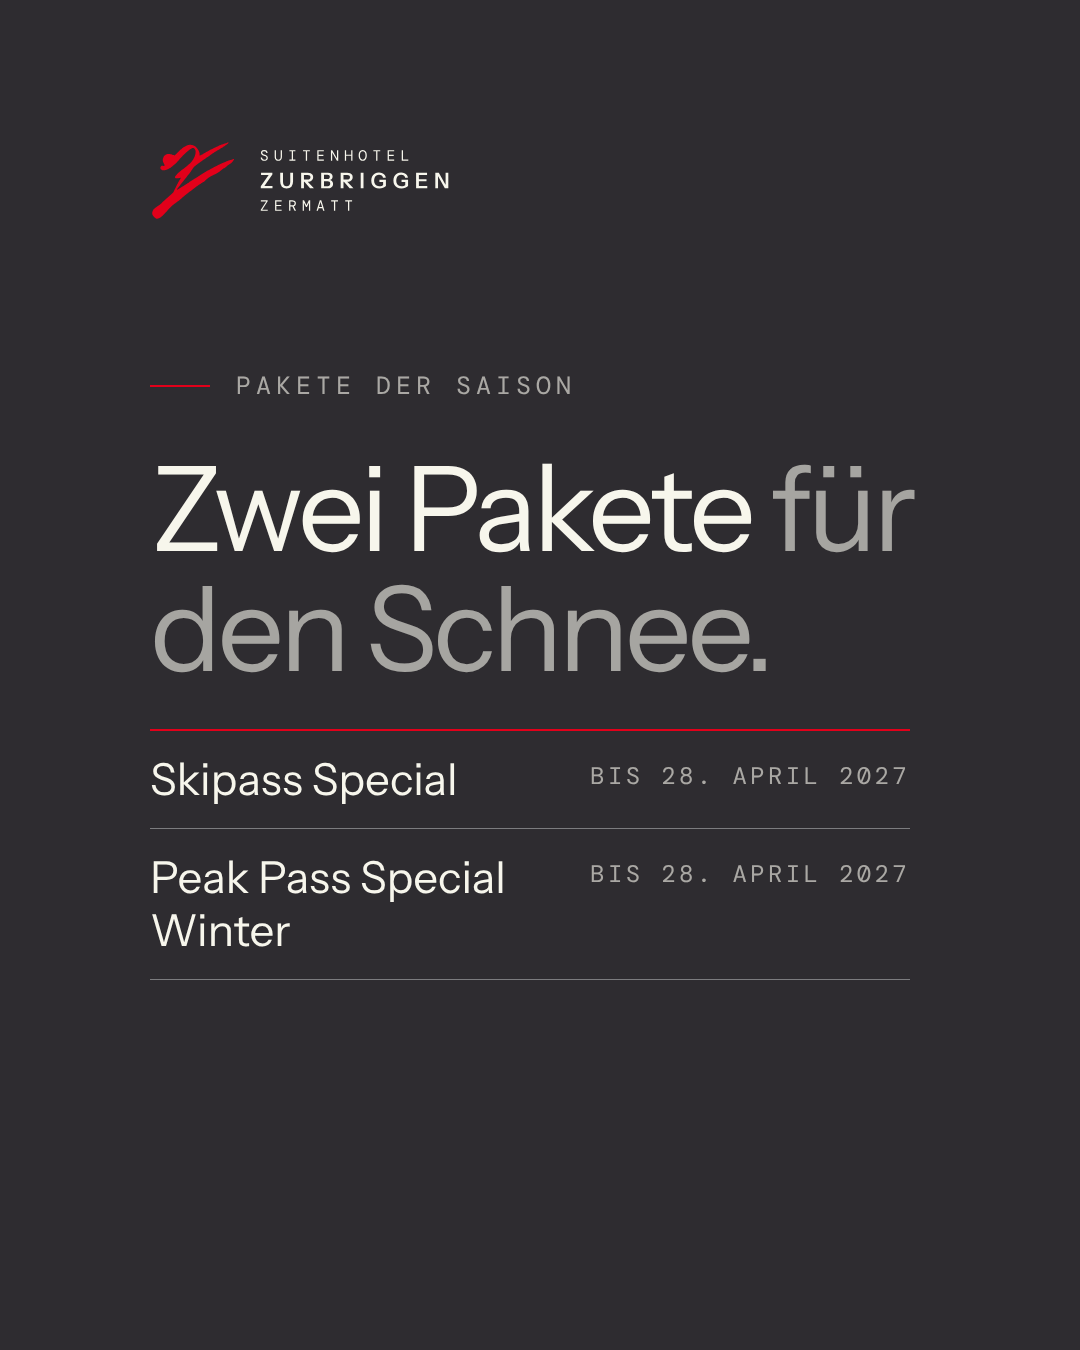 SUITENHOTEL
ZURBRIGGEN
ZERMATT
PAKETE DER SAISON
Zwei Pakete für
den Schnee.
Skipass Special
BIS 28. APRIL 2027
Peak Pass Special
Winter
BIS 28. APRIL 2027